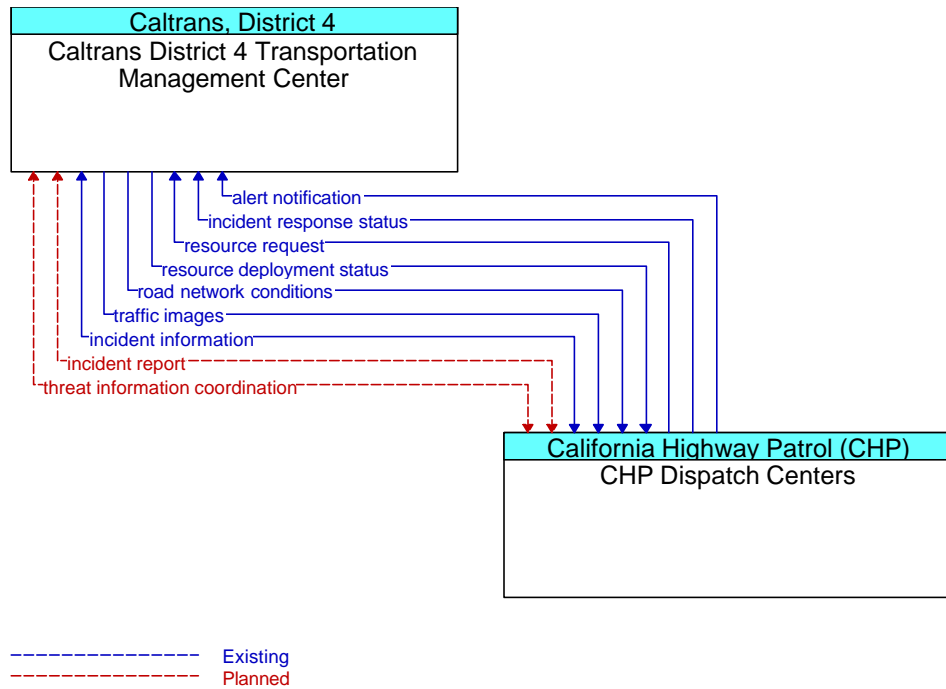 Caltrans, District 4
Caltrans District 4 Transportation
Management Center
alert notification
incident response status
resource request
resource deployment status
road network conditions
traffic images
incident information
incident report
threat information coordination
California Highway Patrol (CHP)
CHP Dispatch Centers
Existing
Planned